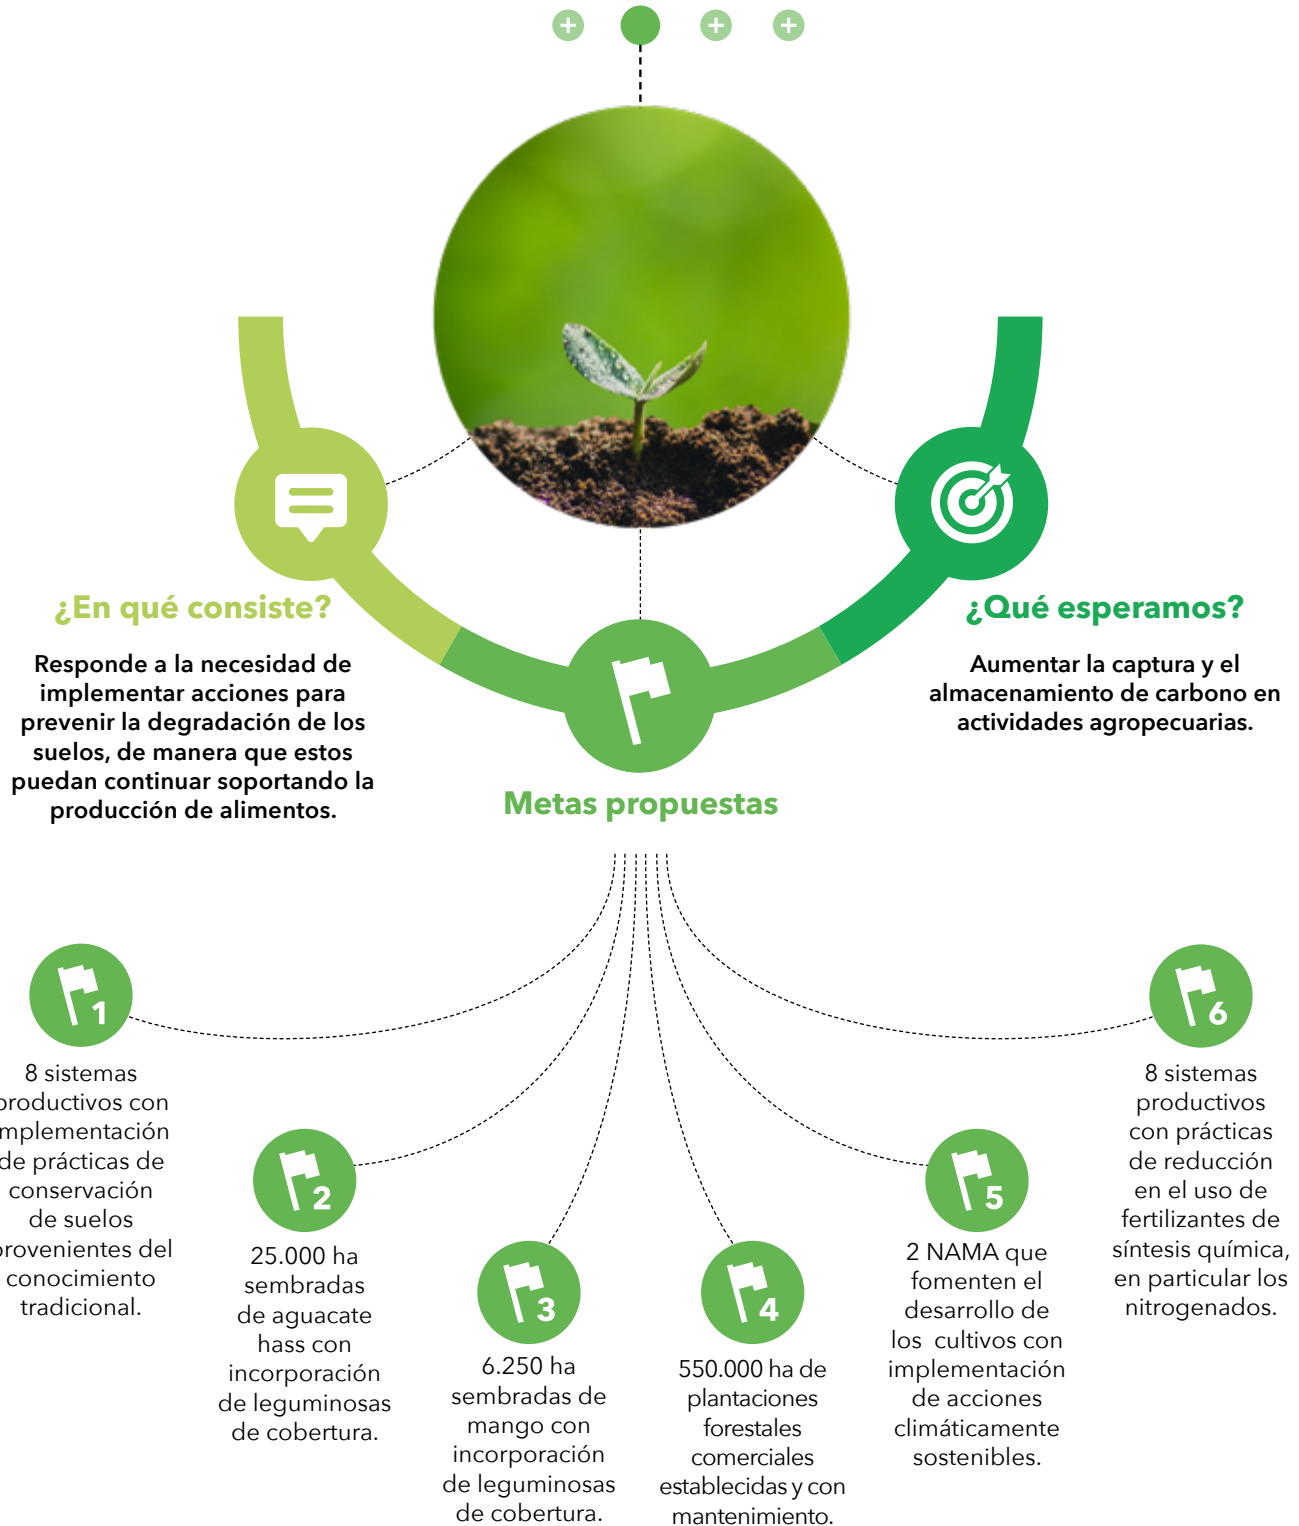 ¿En qué consiste?
Responde a la necesidad de
implementar acciones para
prevenir la degradación de los
suelos, de manera que estos
puedan continuar soportando la
producción de alimentos.
¿Qué esperamos?
Aumentar la captura y el
almacenamiento de carbono en
actividades agropecuarias.
Metas propuestas
1
8 sistemas
productivos con
implementación
de prácticas de
conservación
de suelos
provenientes del
conocimiento
tradicional.
2
25.000 ha
sembradas
de aguacate
hass con
incorporación
de leguminosas
de cobertura.
3
6.250 ha
sembradas de
mango con
incorporación
de leguminosas
de cobertura.
4
550.000 ha de
plantaciones
forestales
comerciales
establecidas y con
mantenimiento.
5
2 NAMA que
fomenten el
desarrollo de
los cultivos con
implementación
de acciones
climáticamente
sostenibles.
6
8 sistemas
productivos
con prácticas
de reducción
en el uso de
fertilizantes de
síntesis química,
en particular los
nitrogenados.